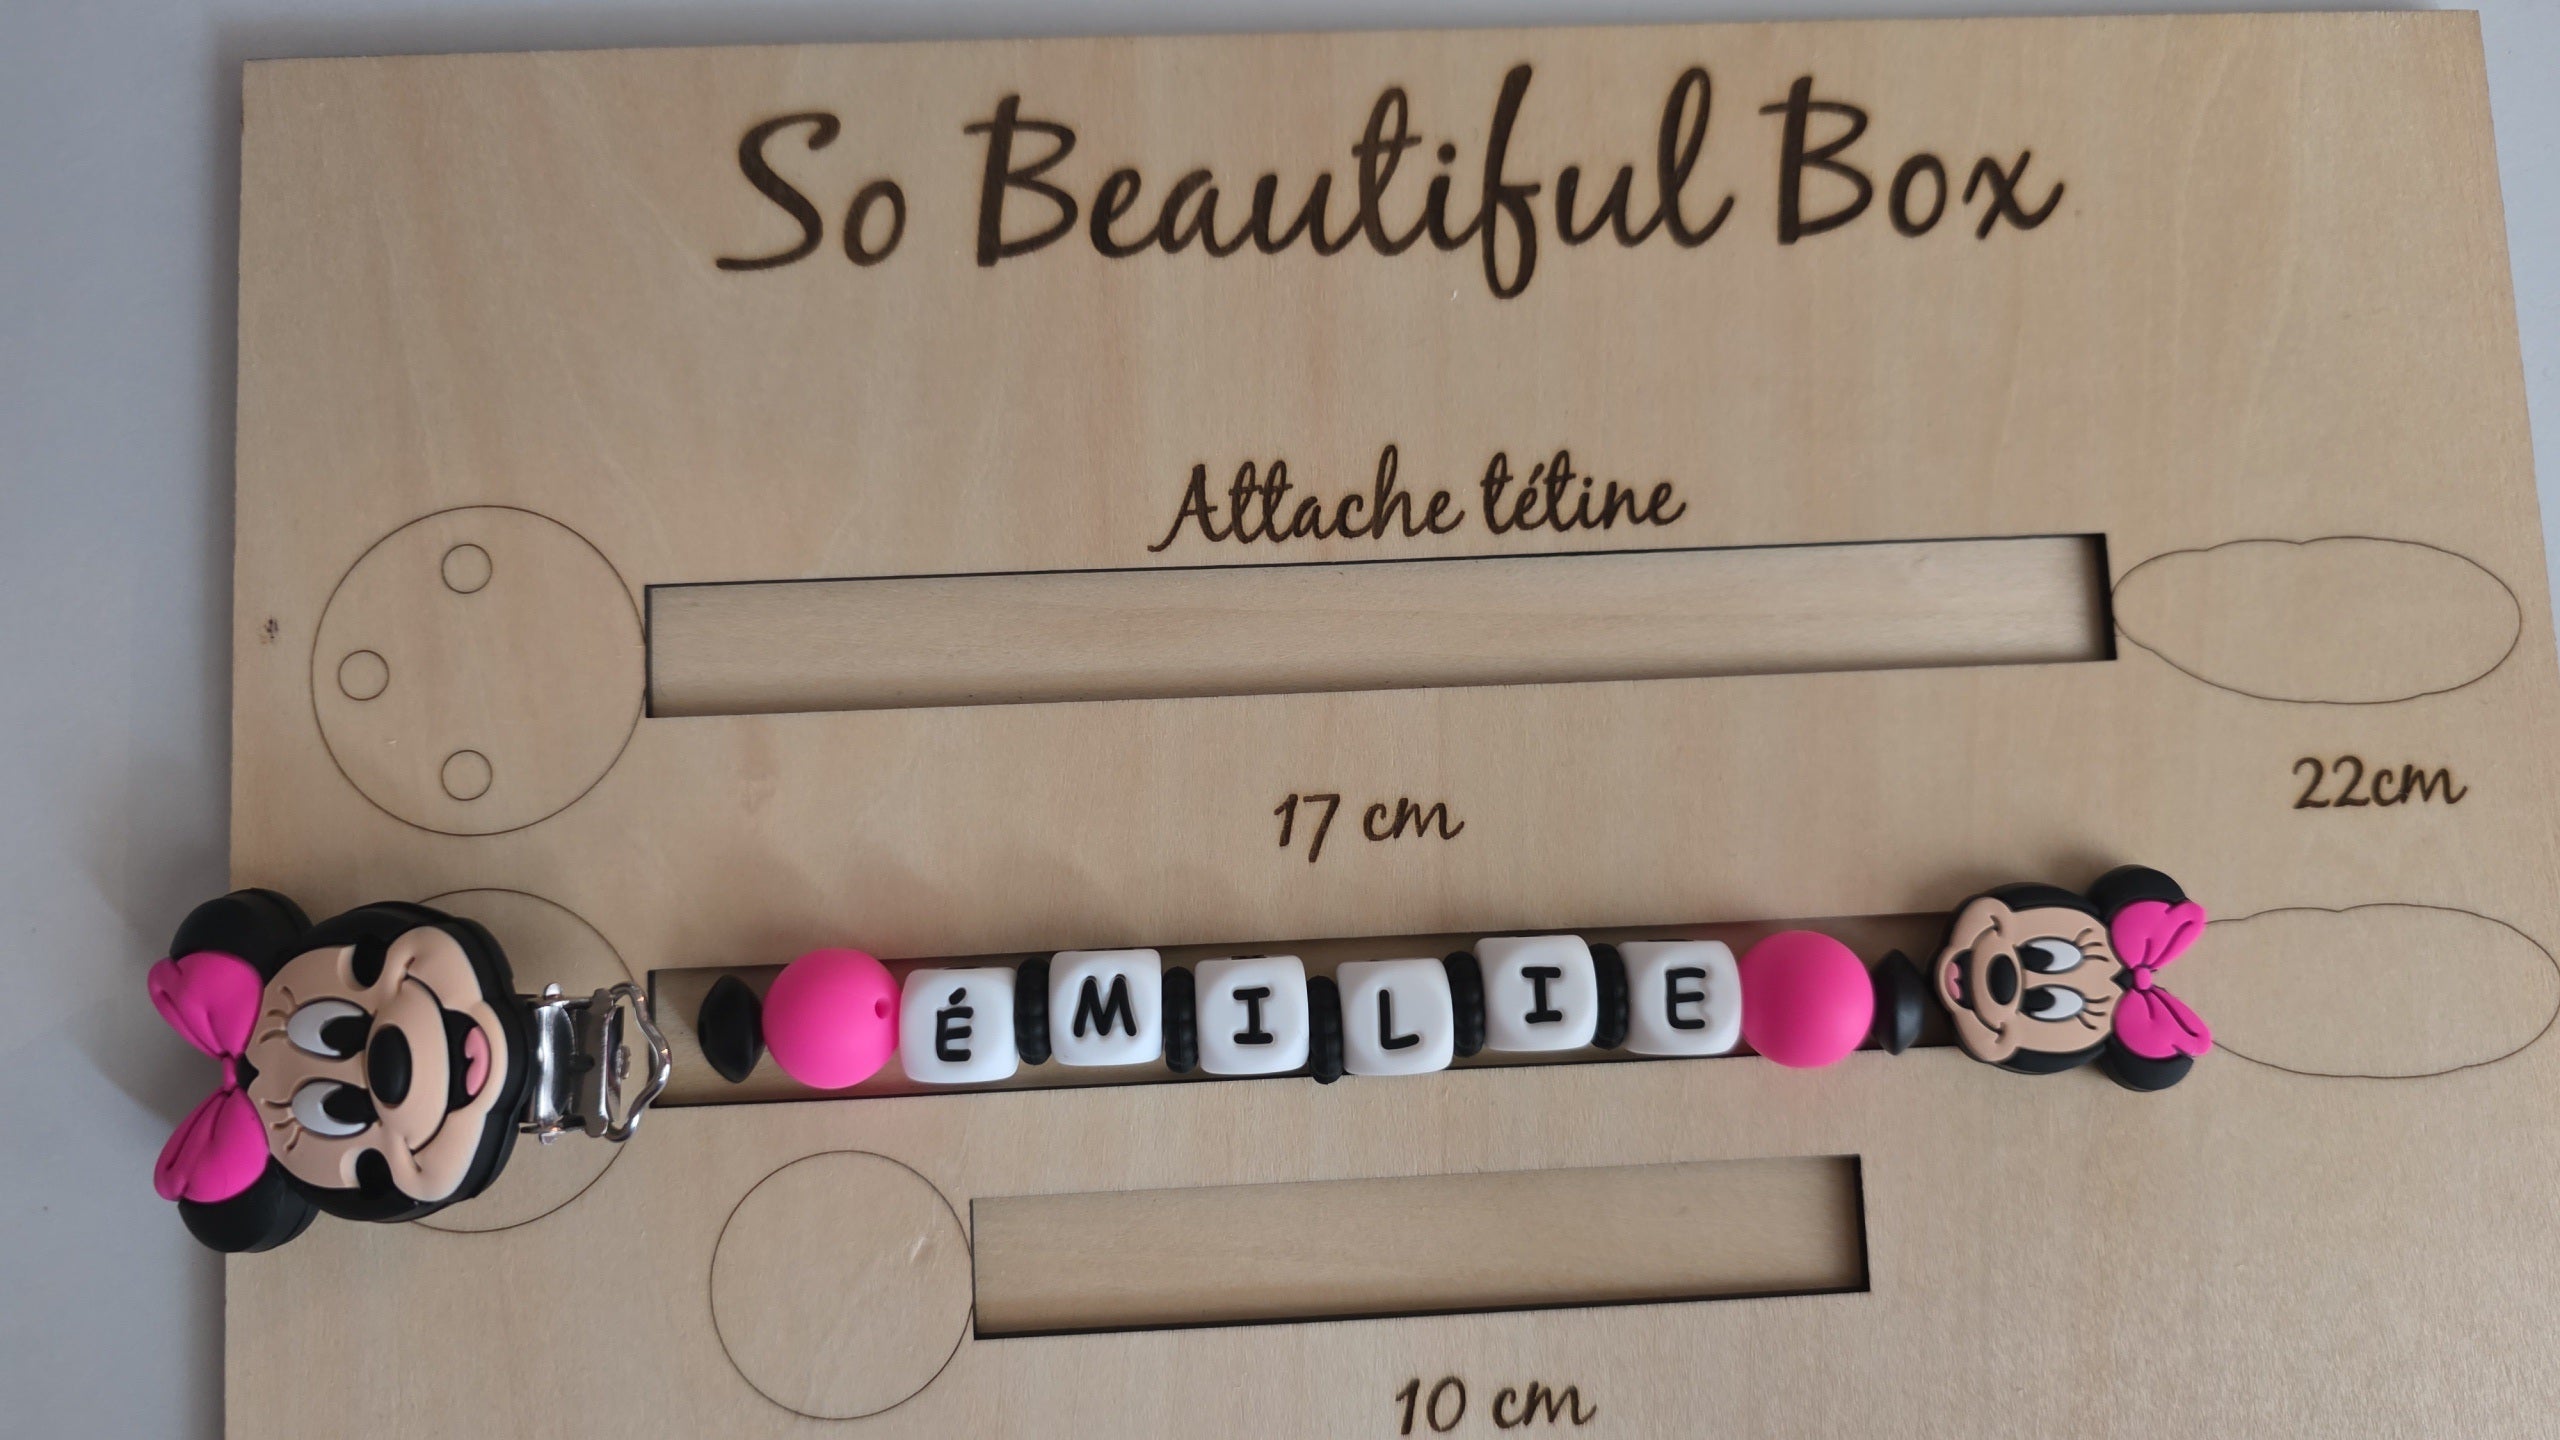 So Beautiful Box
Attache tétine
17 cm
22cm
ÉMILIE
10 cm